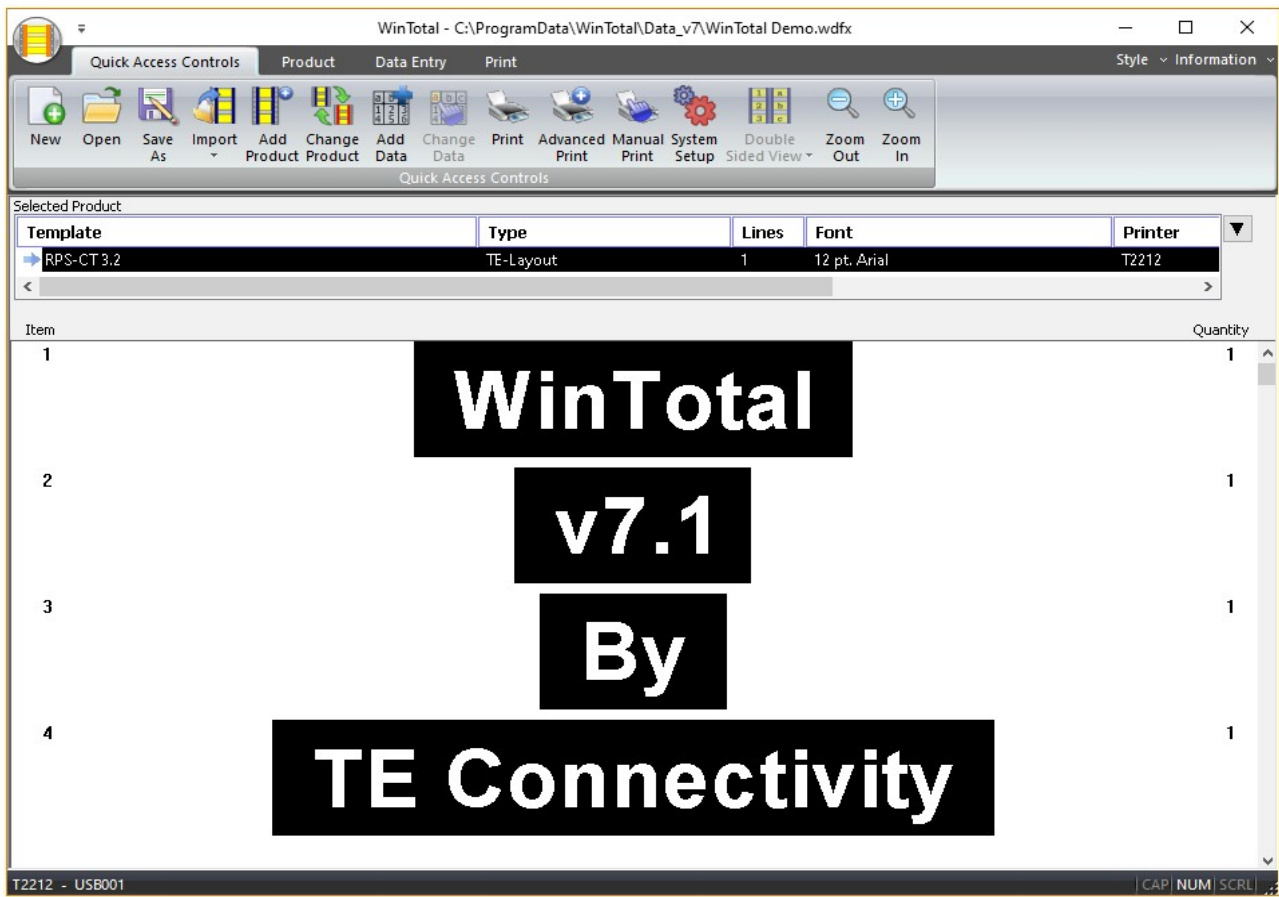 WinTotal - C:\ProgramData\WinTotal\Data_v7\WinTotal Demo.wdfx
Quick Access Controls Product Data Entry Print Style Information
New Open Save As Import Add Product Change Product Add Data Change Data Print Advanced Print Manual Print System Setup Double Sided View Zoom Out Zoom In
Quick Access Controls
Selected Product
Template Type Lines Font Printer
RPS-CT 3.2 TE-Layout 1 12 pt. Arial T2212
Item Quantity
1 WinTotal 1
2 v7.1 1
3 By 1
4 TE Connectivity 1
T2212 - USB001 CAP NUM SCRL